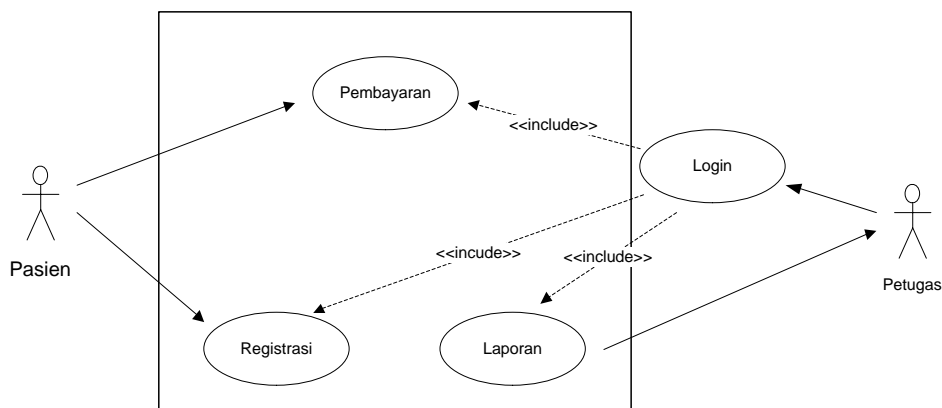 Pembayaran
<<include>>
Login
Pasien
<<incude>>
<<include>>
Petugas
Registrasi
Laporan